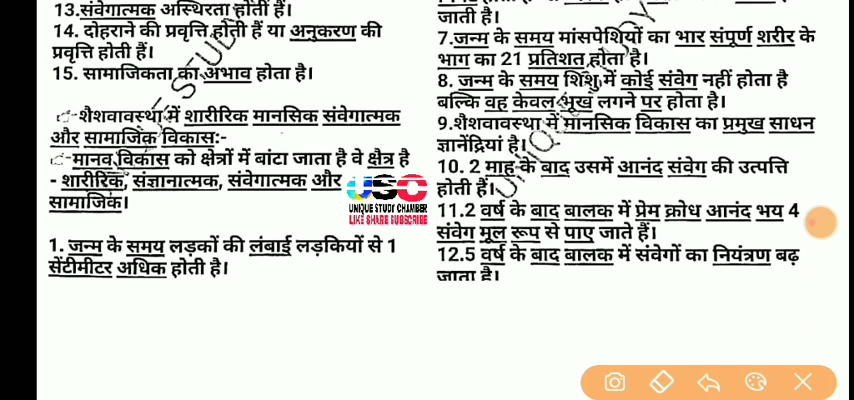 13.संवेगात्मक अस्थिरता होतीं हैं।
14. दोहराने की प्रवृत्ति होती हैं या अनुकरण की
प्रवृत्ति होती हैं।
15. सामाजिकता का अभाव होता है।
शैशवावस्था में शारीरिक मानसिक संवेगात्मक
और सामाजिक विकास:-
मानव विकास को क्षेत्रों में बांटा जाता है वे क्षेत्र है
- शारीरिक, संज्ञानात्मक, संवेगात्मक और
सामाजिक।
1. जन्म के समय लड़कों की लंबाई लड़कियों से 1
सेंटीमीटर अधिक होती है।
जाती है।
7.जन्म के समय मांसपेशियों का भार संपूर्ण शरीर के
भाग का 21 प्रतिशत होता है।
8. जन्म के समय शिशु में कोई संवेग नहीं होता है
बल्कि वह केवल भूख लगने पर होता है।
9.शैशवावस्था में मानसिक विकास का प्रमुख साधन
ज्ञानेंद्रियां है।
10. 2 माह के बाद उसमें आनंद संवेग की उत्पत्ति
होती हैं।
11.2 वर्ष के बाद बालक में प्रेम क्रोध आनंद भय 4
संवेग मूल रूप से पाए जाते हैं।
12.5 वर्ष के बाद बालक में संवेगों का नियंत्रण बढ़
जाता है।
USC
UNIQUE STUDY CHAMBER
LIKE SHARE SUBSCRIBE